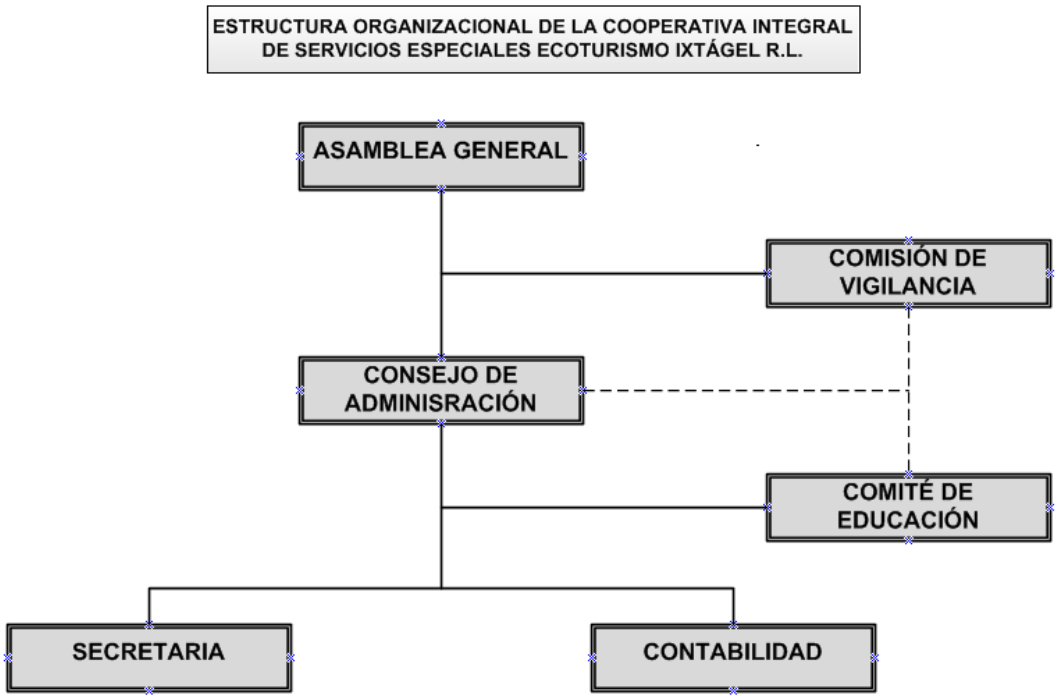 ESTRUCTURA ORGANIZACIONAL DE LA COOPERATIVA INTEGRAL
DE SERVICIOS ESPECIALES ECOTURISMO IXTÁGEL R.L.
ASAMBLEA GENERAL
COMISIÓN DE
VIGILANCIA
CONSEJO DE
ADMINISRACIÓN
COMITÉ DE
EDUCACIÓN
SECRETARIA
CONTABILIDAD